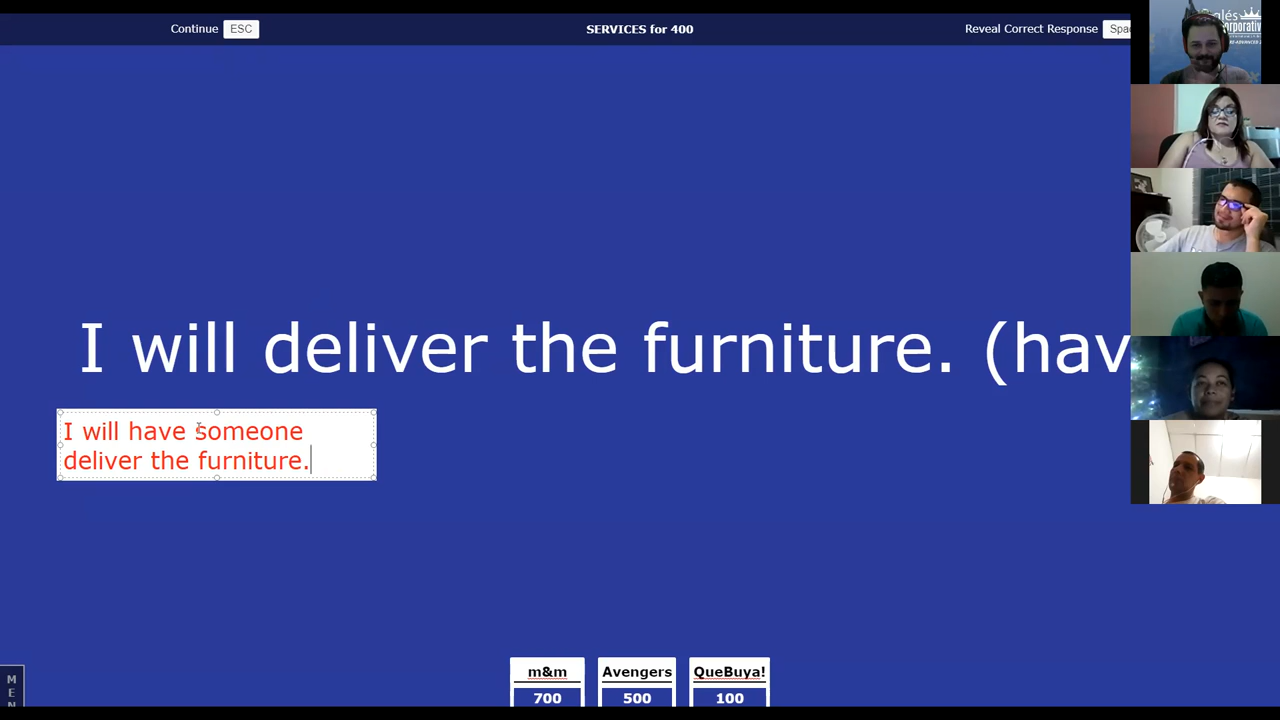 Continue ESC
SERVICES for 400
Reveal Correct Response
I will deliver the furniture. (hav
I will have someone
deliver the furniture.
m&m
700
Avengers
500
QueBuya!
100
M
E